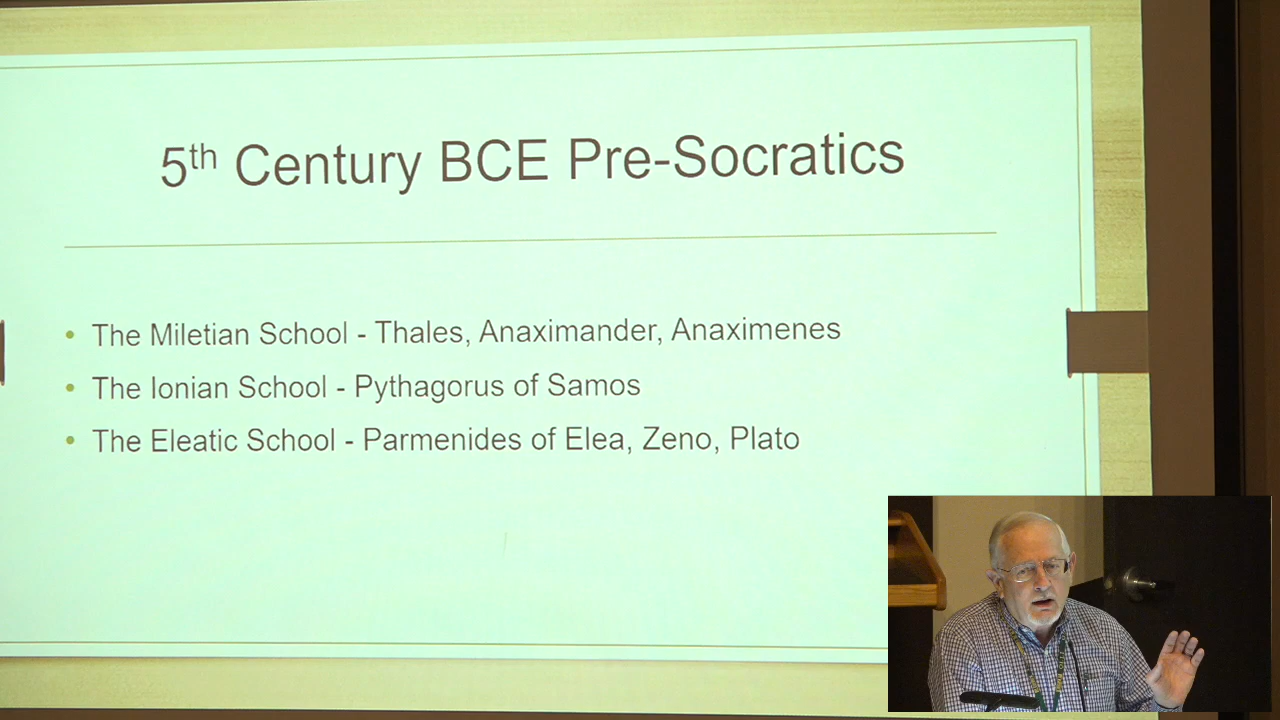 5th Century BCE Pre-Socratics
• The Miletian School - Thales, Anaximander, Anaximenes
• The Ionian School - Pythagorus of Samos
• The Eleatic School - Parmenides of Elea, Zeno, Plato